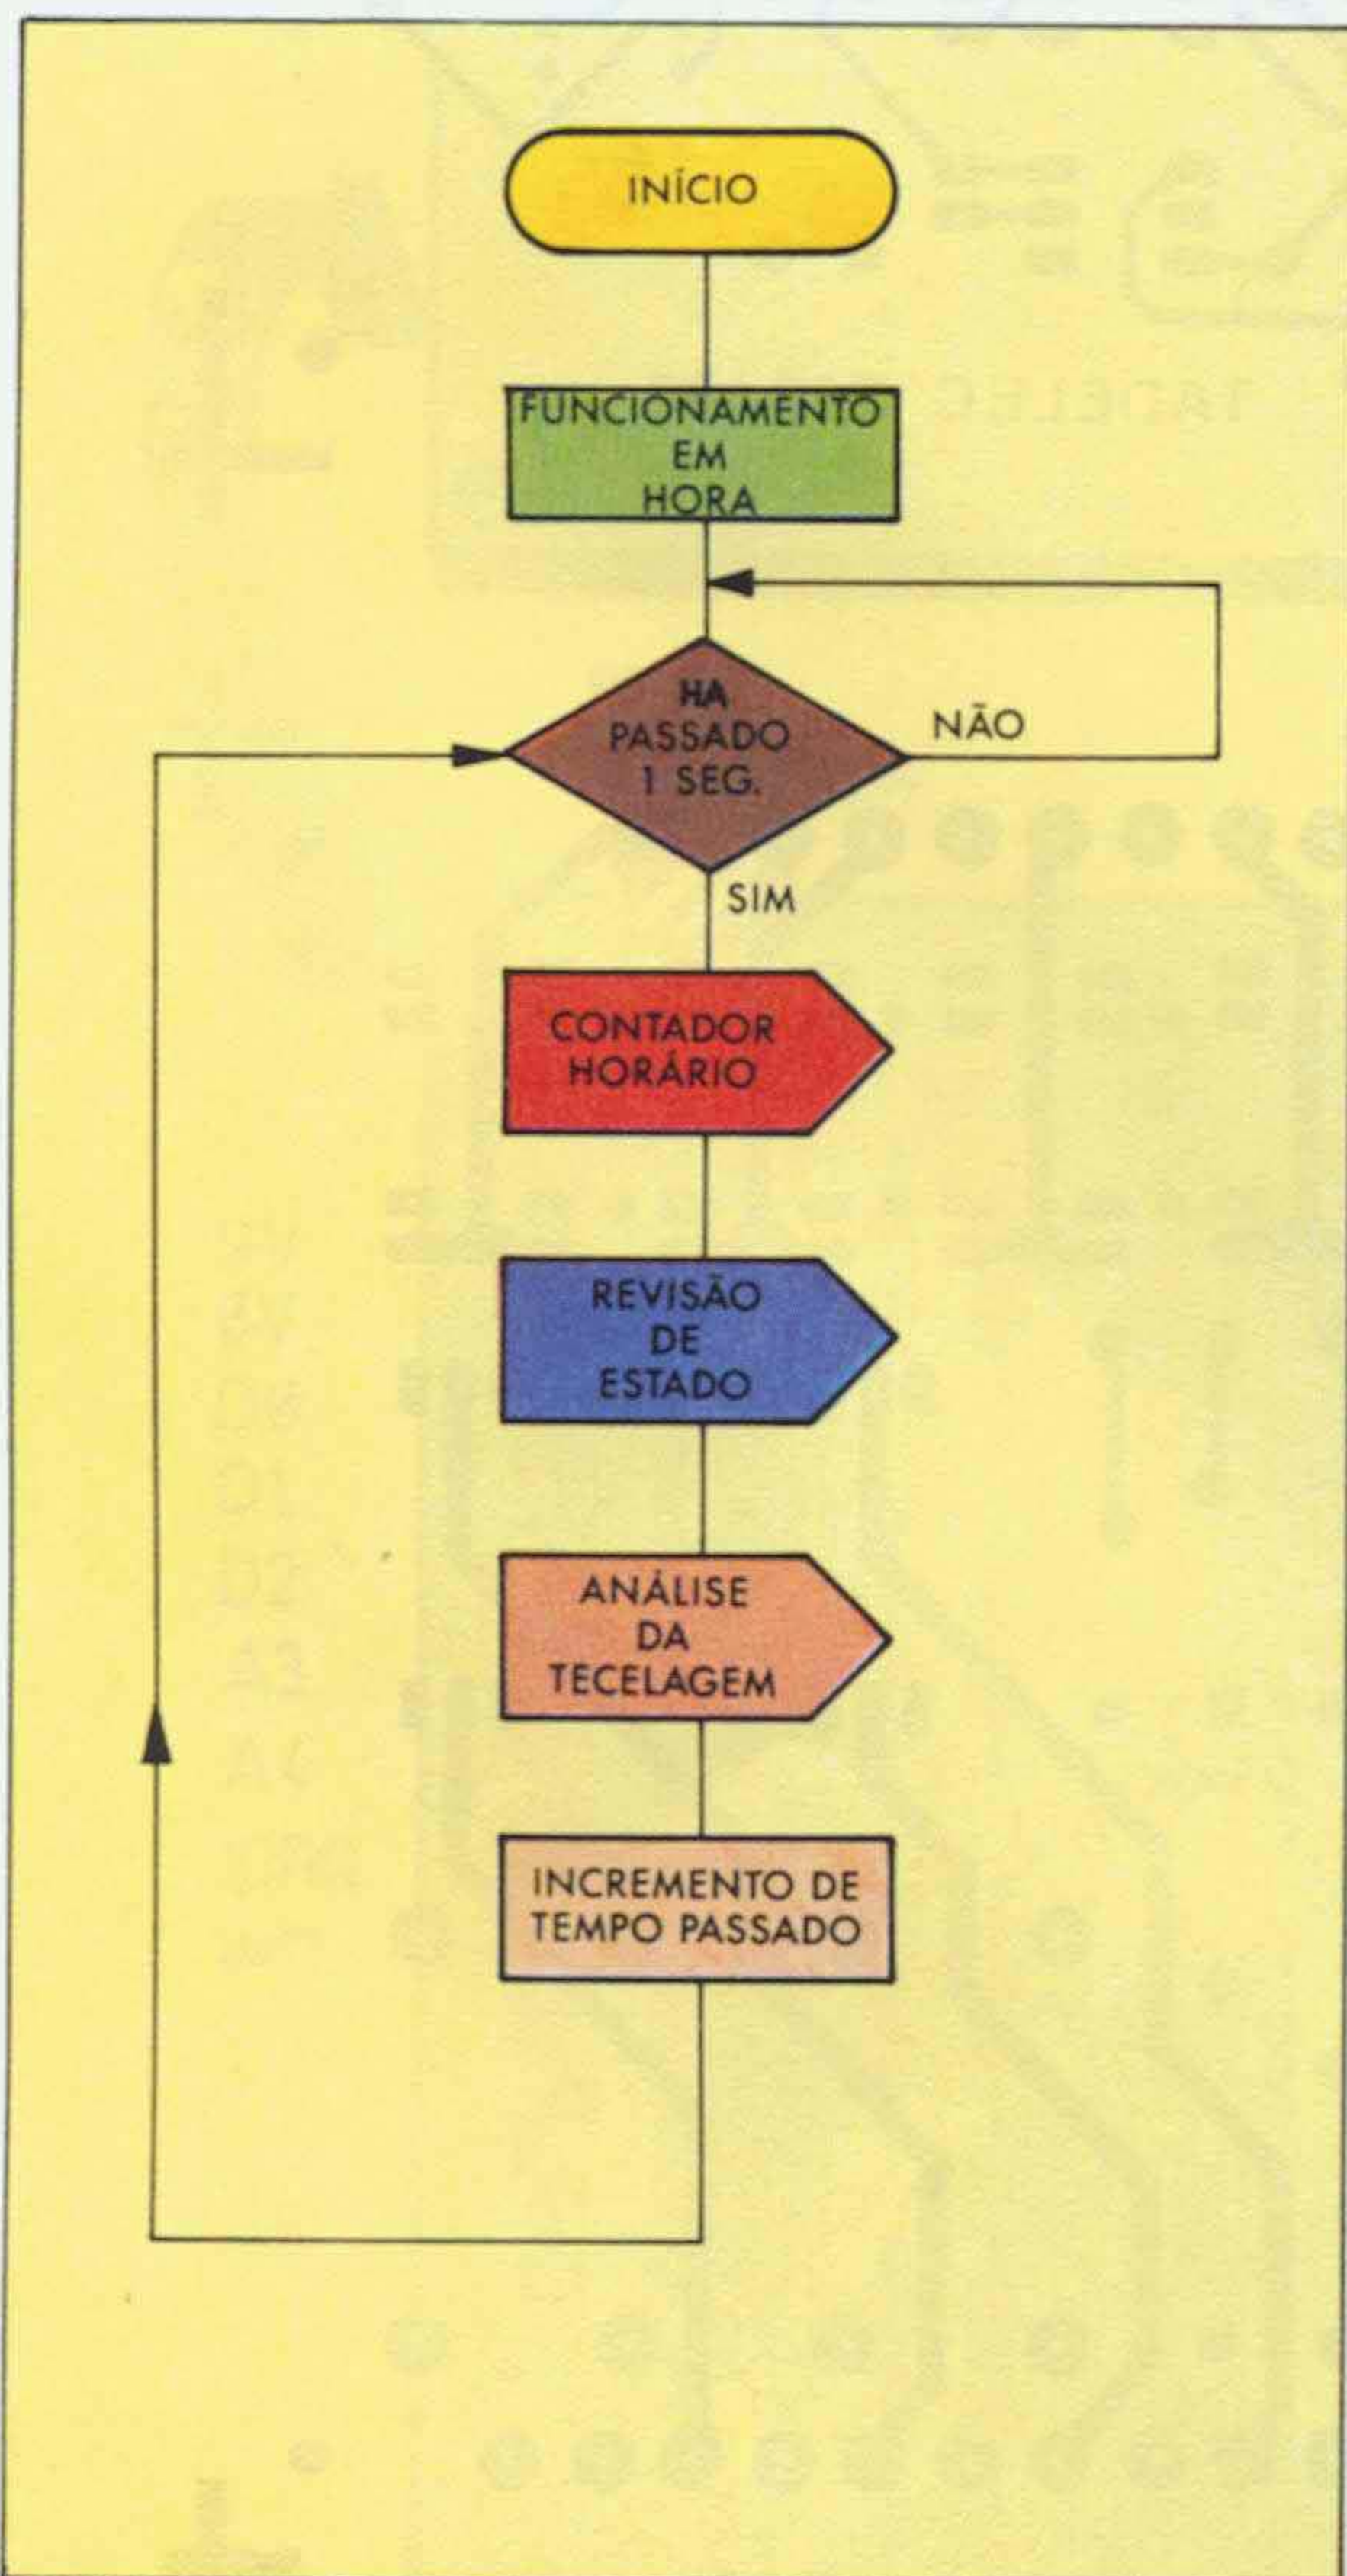 INÍCIO
FUNCIONAMENTO
EM
HORA
HA
PASSADO
1 SEG.
NÃO
SIM
CONTADOR
HORÁRIO
REVISÃO
DE
ESTADO
ANÁLISE
DA
TECELAGEM
INCREMENTO DE
TEMPO PASSADO